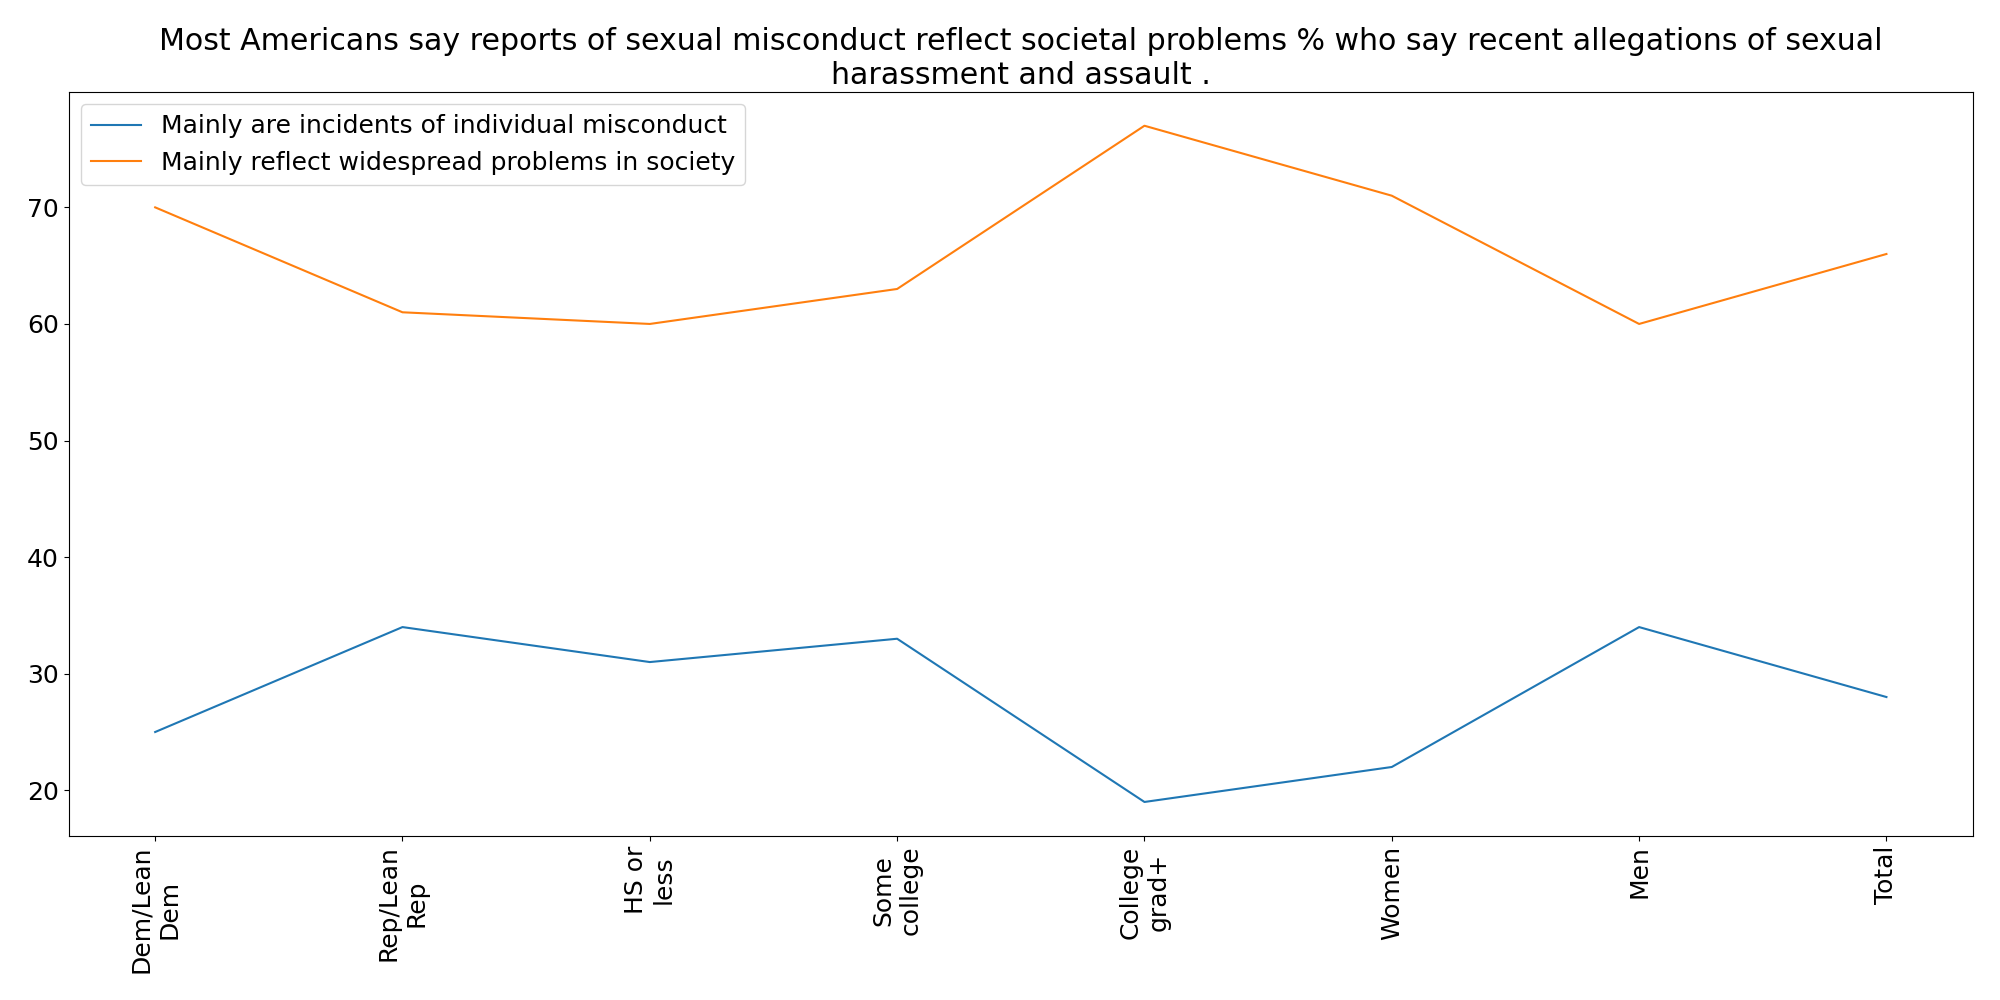 Most Americans say reports of sexual misconduct reflect societal problems % who say recent allegations of sexual
harassment and assault .
Mainly are incidents of individual misconduct
Mainly reflect widespread problems in society
70
60
50
40
30
20
Dem/Lean
Dem
Rep/Lean
Rep
HS or
less
Some
college
College
grad+
Women
Men
Total